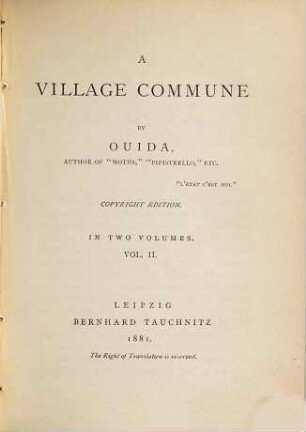 A
VILLAGE COMMUNE
BY
OUIDA,
AUTHOR OF "MOTHS," "PIPISTRELLO," ETC.
"L'ÉTAT C'EST MOI."
COPYRIGHT EDITION.
IN TWO VOLUMES.
VOL. II.
LEIPZIG
BERNHARD TAUCHNITZ
1881.
The Right of Translation is reserved.